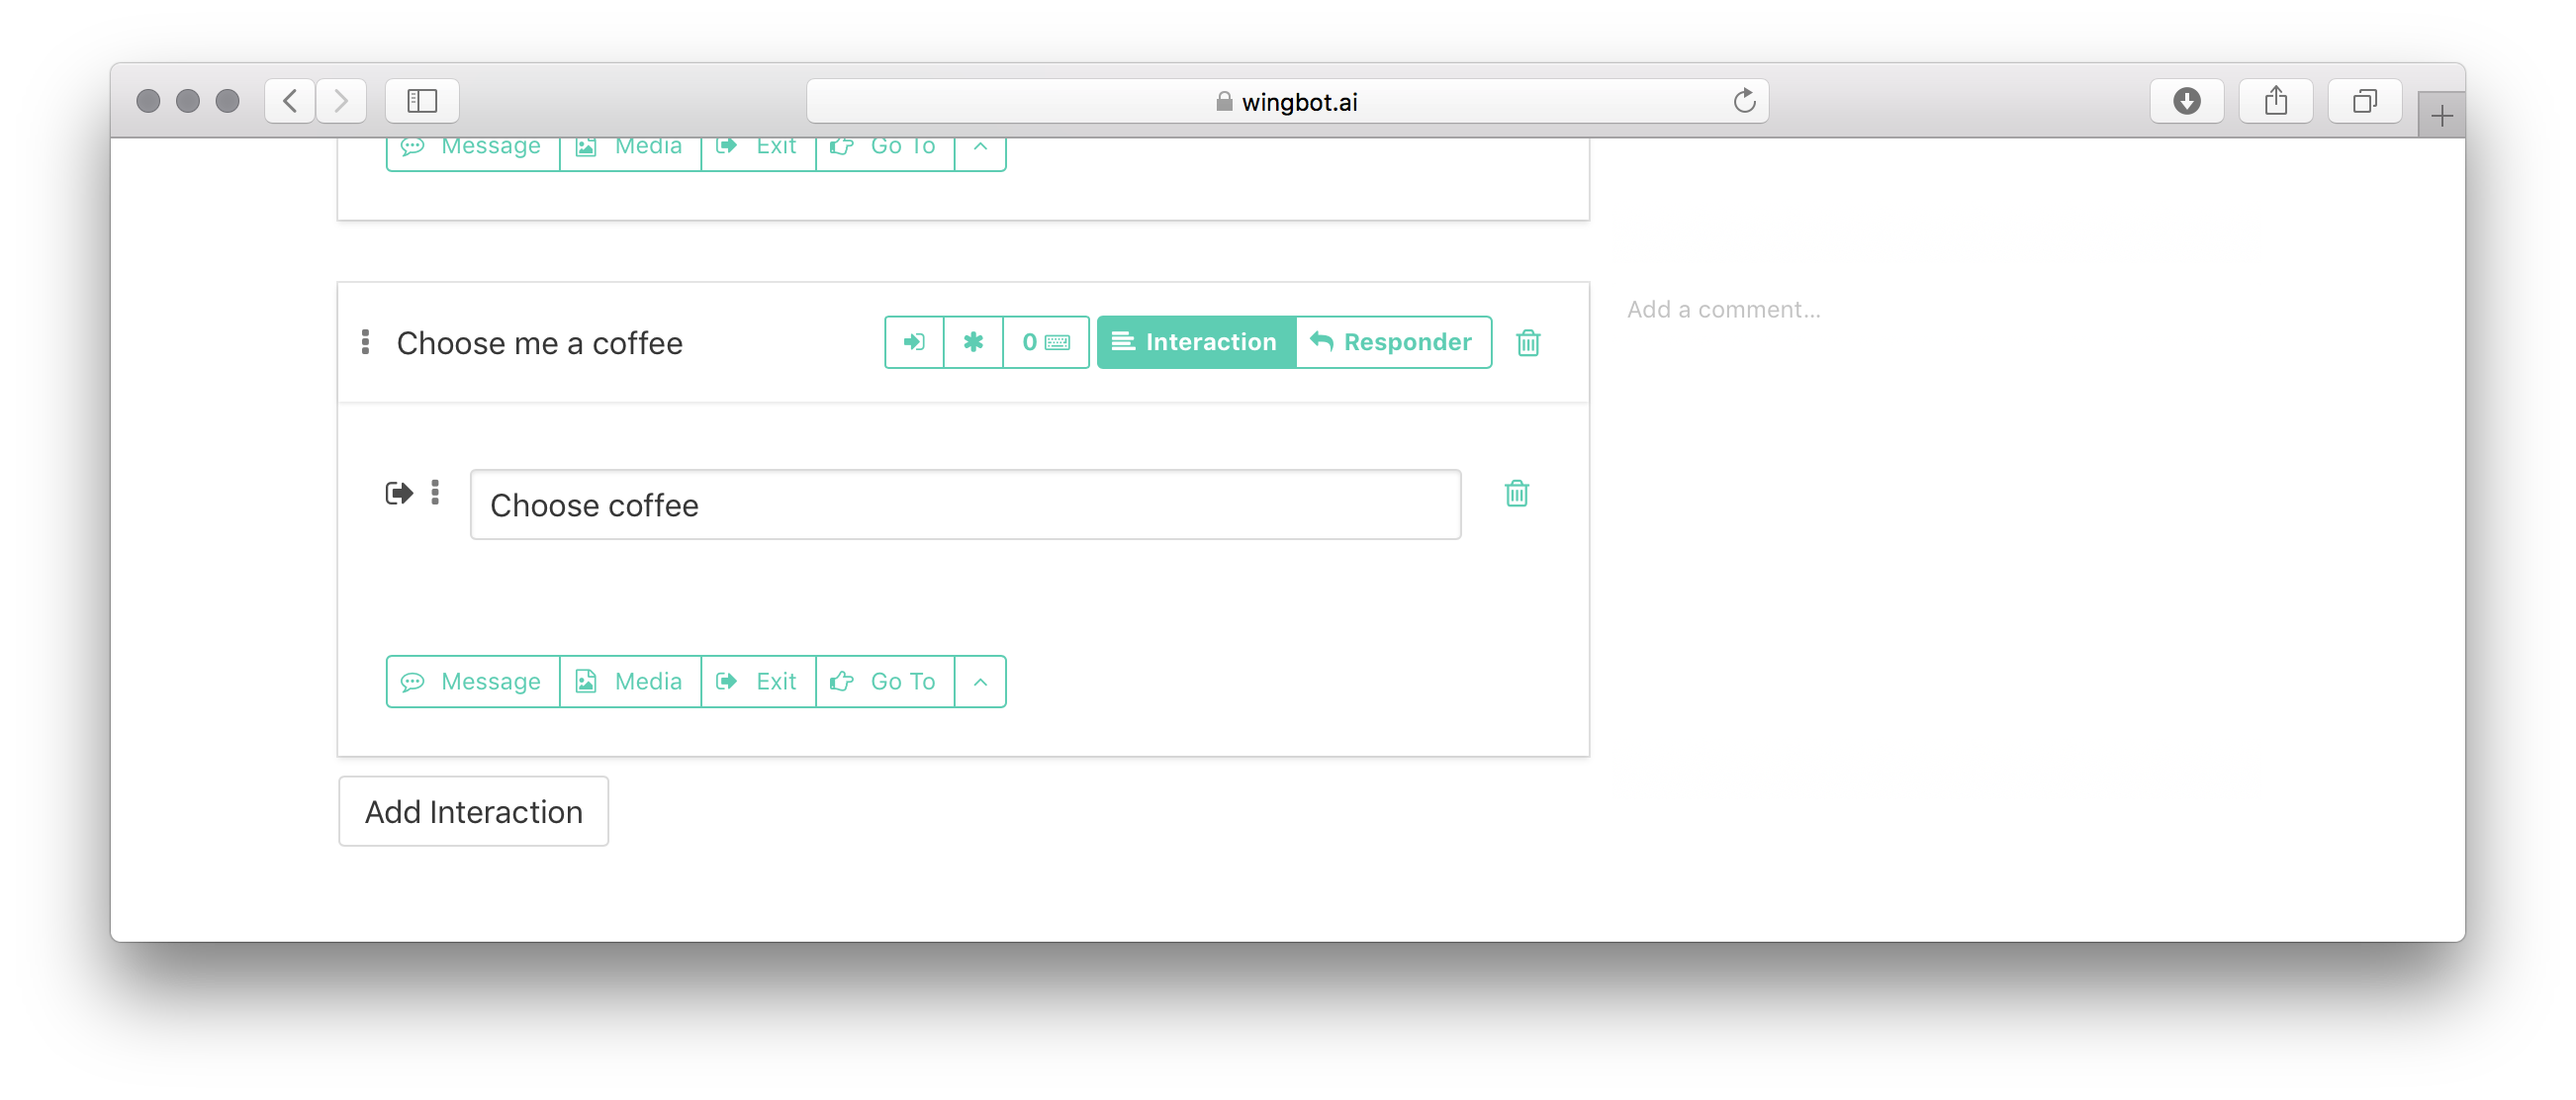 wingbot.ai
Message Media Exit Go To
Choose me a coffee 0 Interaction Responder
Add a comment...
Choose coffee
Message Media Exit Go To
Add Interaction